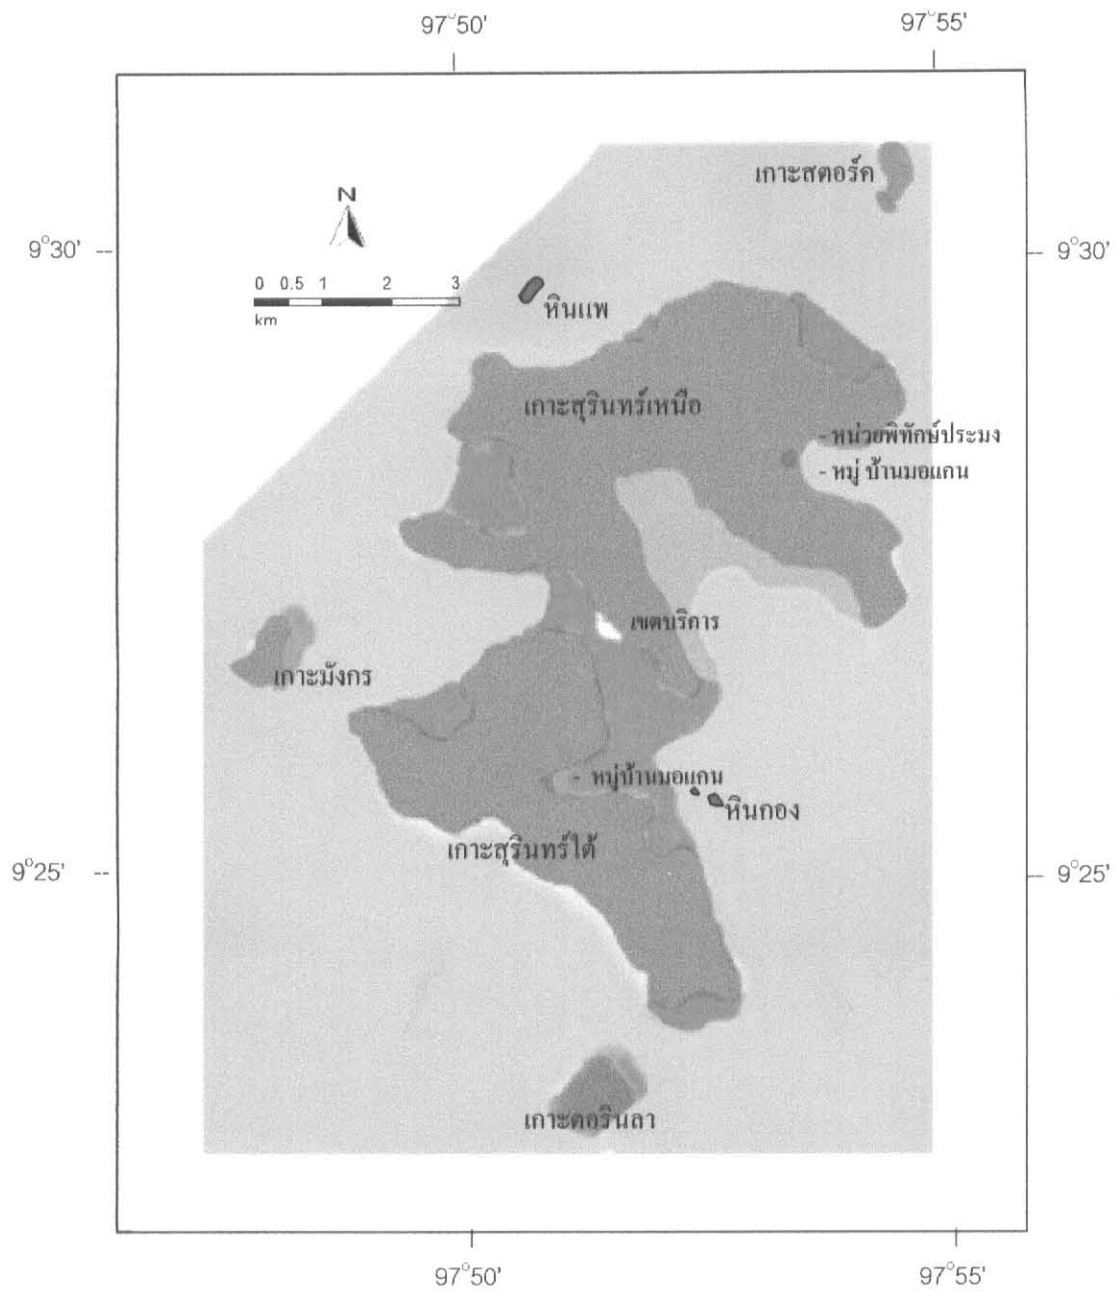 97°50'
97°55'
เกาะสตอร์ค
N
9°30'
9°30'
0 0.5 1 2 3
km
หินแพ
เกาะสุรินทร์เหนือ
- หน่วยพิทักษ์ประมง
- หมู่ บ้านมอแกน
เขตบริการ
เกาะมังกร
- หมู่บ้านมอแกน
หินกอง
เกาะสุรินทร์ใต้
9°25'
9°25'
เกาะตอรินลา
97°50'
97°55'